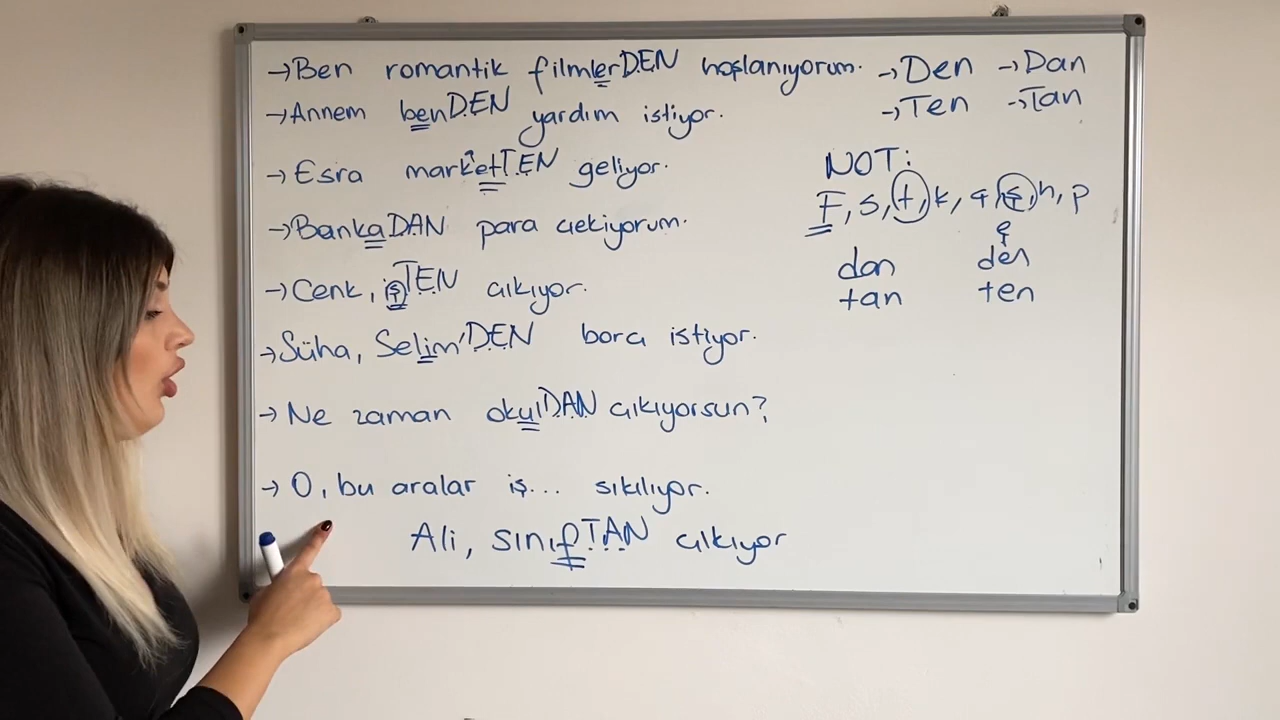 →Ben romantik filmlerDEN hoşlanıyorum. →Den →Dan
→Annem benDEN yardım istiyor. →Ten →Tan
→Esra markeTTEN geliyor.
NOT:
F, s, t, k, ç, ş, h, p
→BankaDAN para çekiyorum.
ç
→Cenk, işTEN çıkıyor.
dan den
tan ten
→Süha, Selim'DEN borç istiyor.
→Ne zaman okulDAN çıkıyorsun?
→O, bu aralar iş... sıkılıyor.
Ali, sınıfTAN çıkıyor